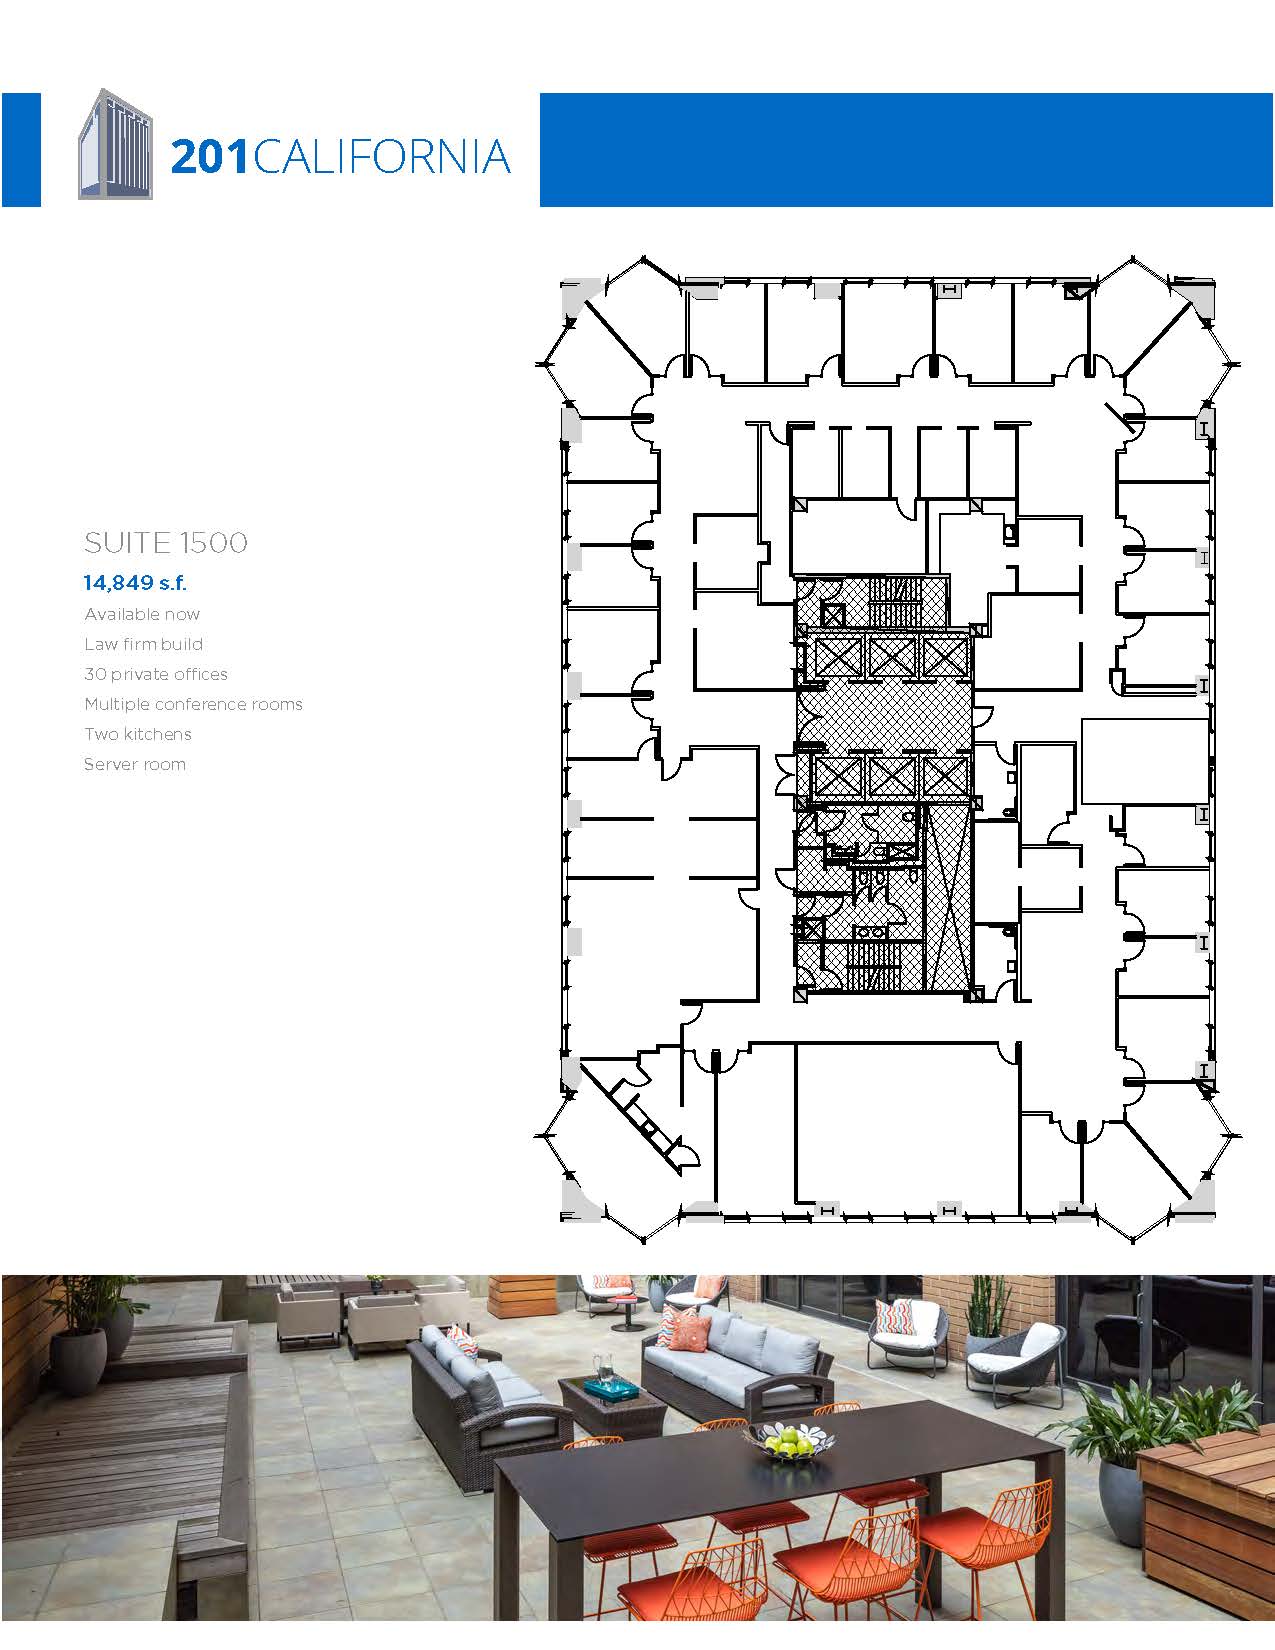 201CALIFORNIA
SUITE 1500
14,849 s.f.
Available now
Law firm build
30 private offices
Multiple conference rooms
Two kitchens
Server room